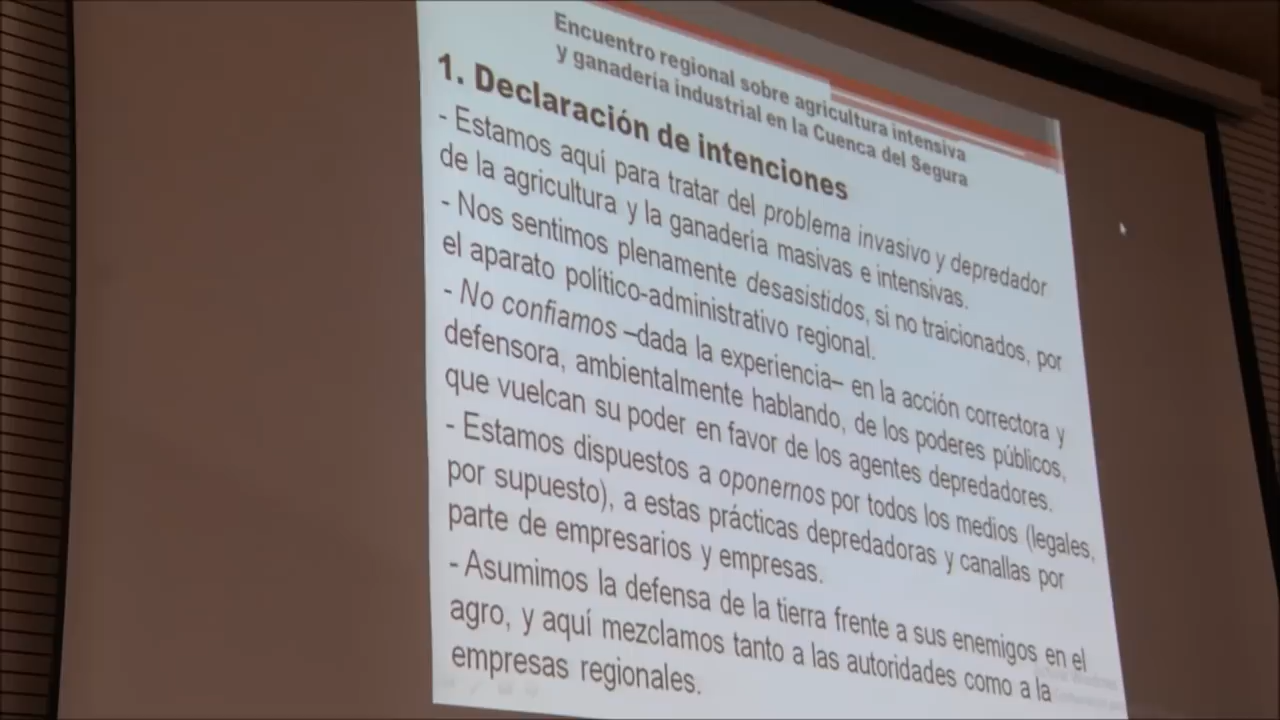 Encuentro regional sobre agricultura intensiva
y ganadería industrial en la Cuenca del Segura
1. Declaración de intenciones
- Estamos aquí para tratar del problema invasivo y depredador
de la agricultura y la ganadería masivas e intensivas.
- Nos sentimos plenamente desasistidos, si no traicionados, por
el aparato político-administrativo regional.
- No confiamos –dada la experiencia– en la acción correctora y
defensora, ambientalmente hablando, de los poderes públicos,
que vuelcan su poder en favor de los agentes depredadores.
- Estamos dispuestos a oponernos por todos los medios (legales,
por supuesto), a estas prácticas depredadoras y canallas por
parte de empresarios y empresas.
- Asumimos la defensa de la tierra frente a sus enemigos en el
agro, y aquí mezclamos tanto a las autoridades como a la
empresas regionales.